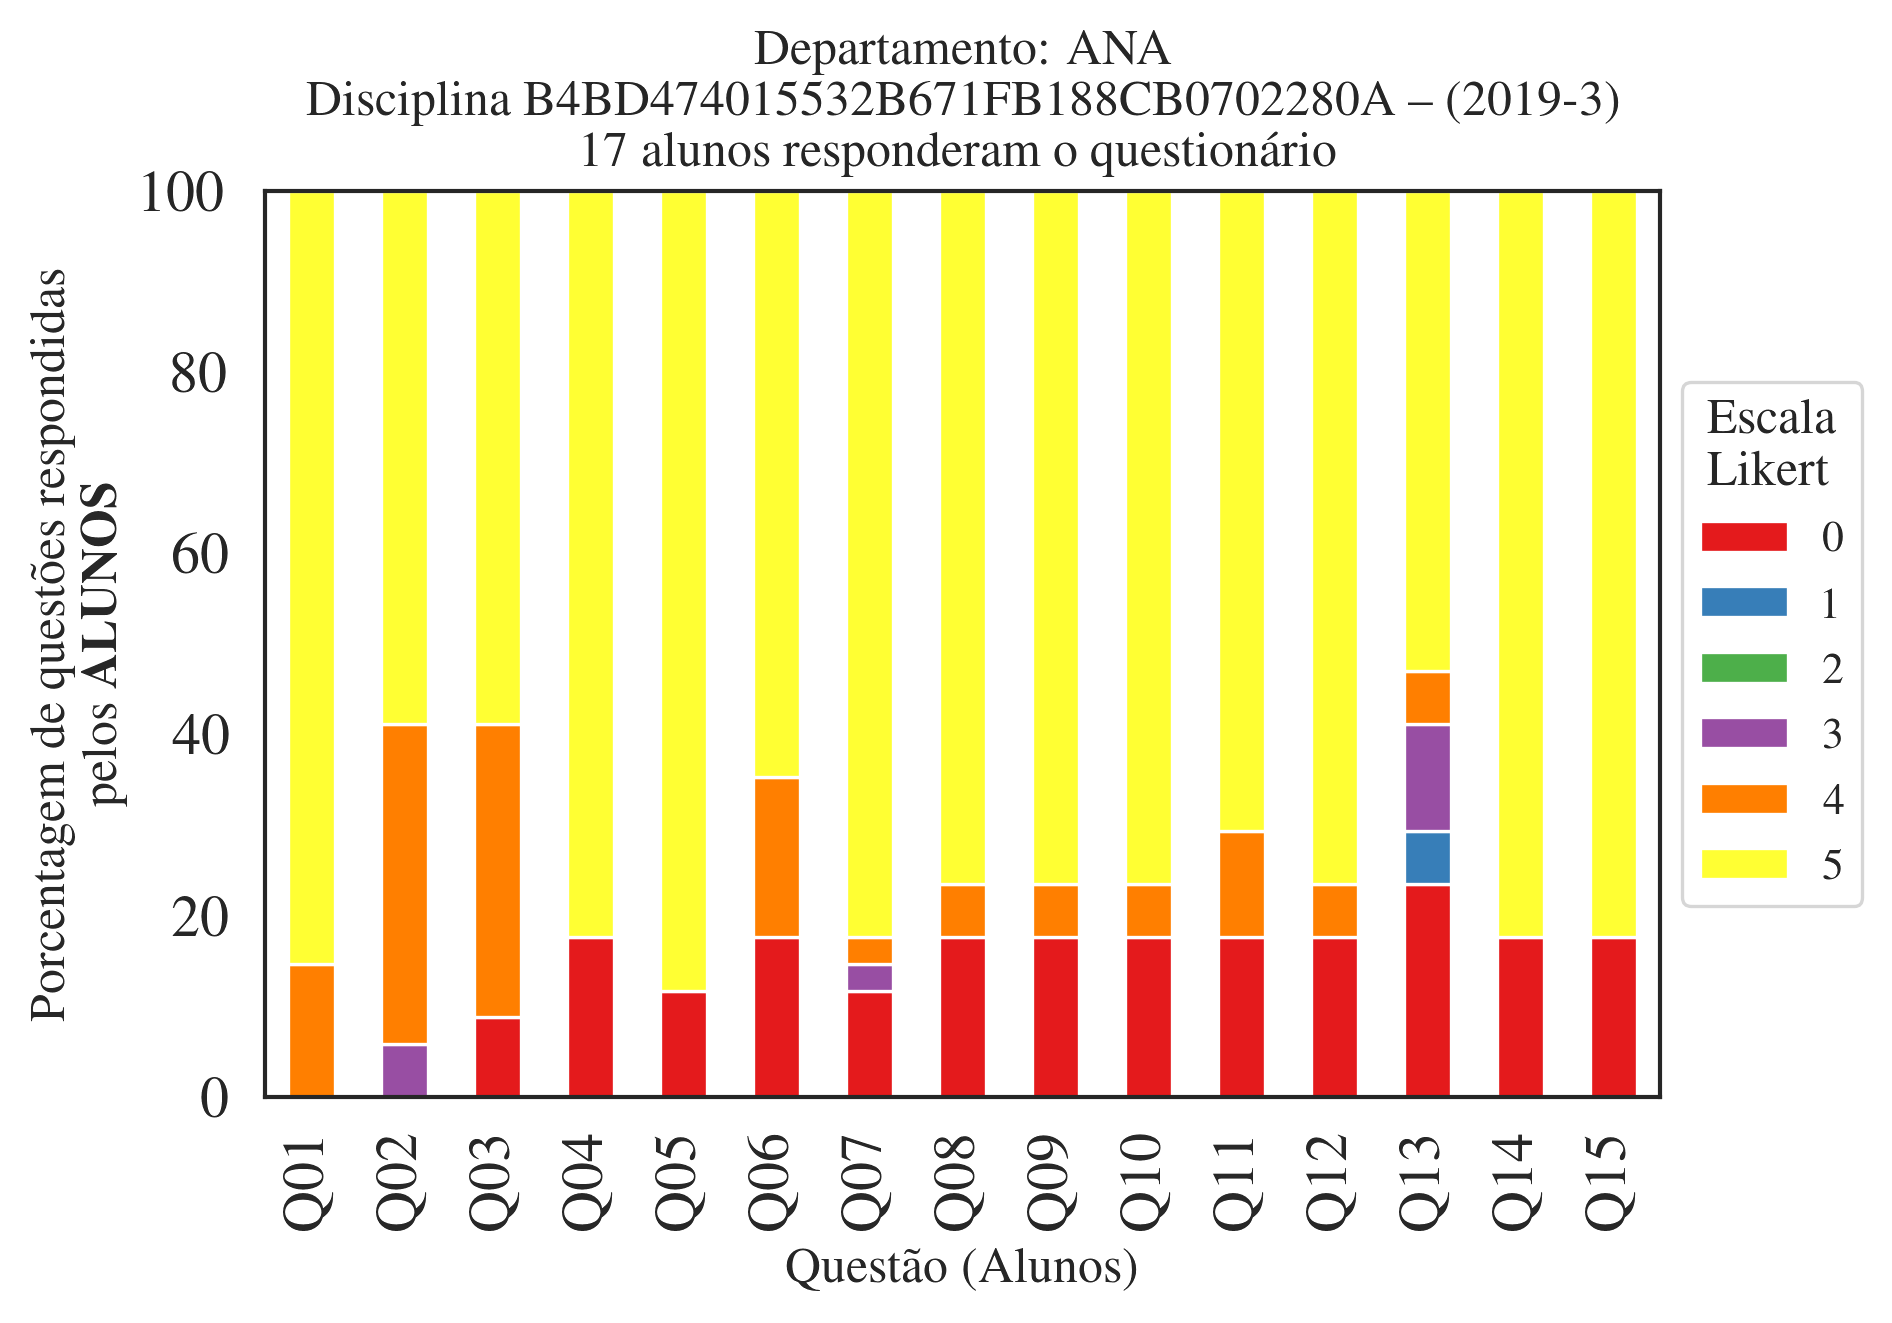 Departamento: ANA
Disciplina B4BD474015532B671FB188CB0702280A – (2019-3)
17 alunos responderam o questionário
Porcentagem de questões respondidas
pelos ALUNOS
100
80
60
40
20
0
Q01
Q02
Q03
Q04
Q05
Q06
Q07
Q08
Q09
Q10
Q11
Q12
Q13
Q14
Q15
Questão (Alunos)
Escala
Likert
0
1
2
3
4
5